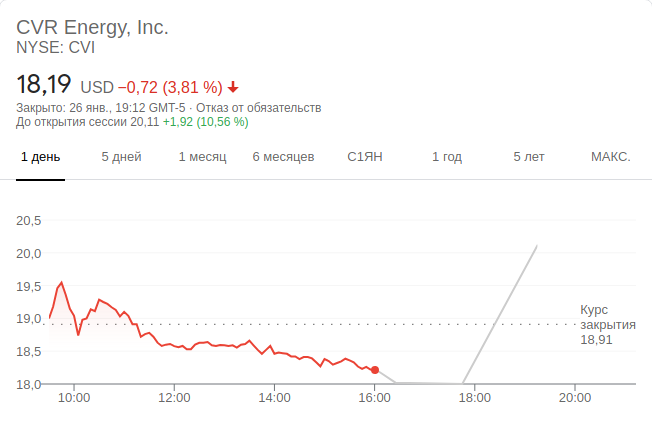 CVR Energy, Inc.
NYSE: CVI
18,19 USD −0,72 (3,81 %)
Закрыто: 26 янв., 19:12 GMT-5 · Отказ от обязательств
До открытия сессии 20,11 +1,92 (10,56 %)
1 день 5 дней 1 месяц 6 месяцев С1ЯН 1 год 5 лет МАКС.
20,5
20,0
19,5
19,0
18,5
18,0
Курс
закрытия
18,91
10:00 12:00 14:00 16:00 18:00 20:00